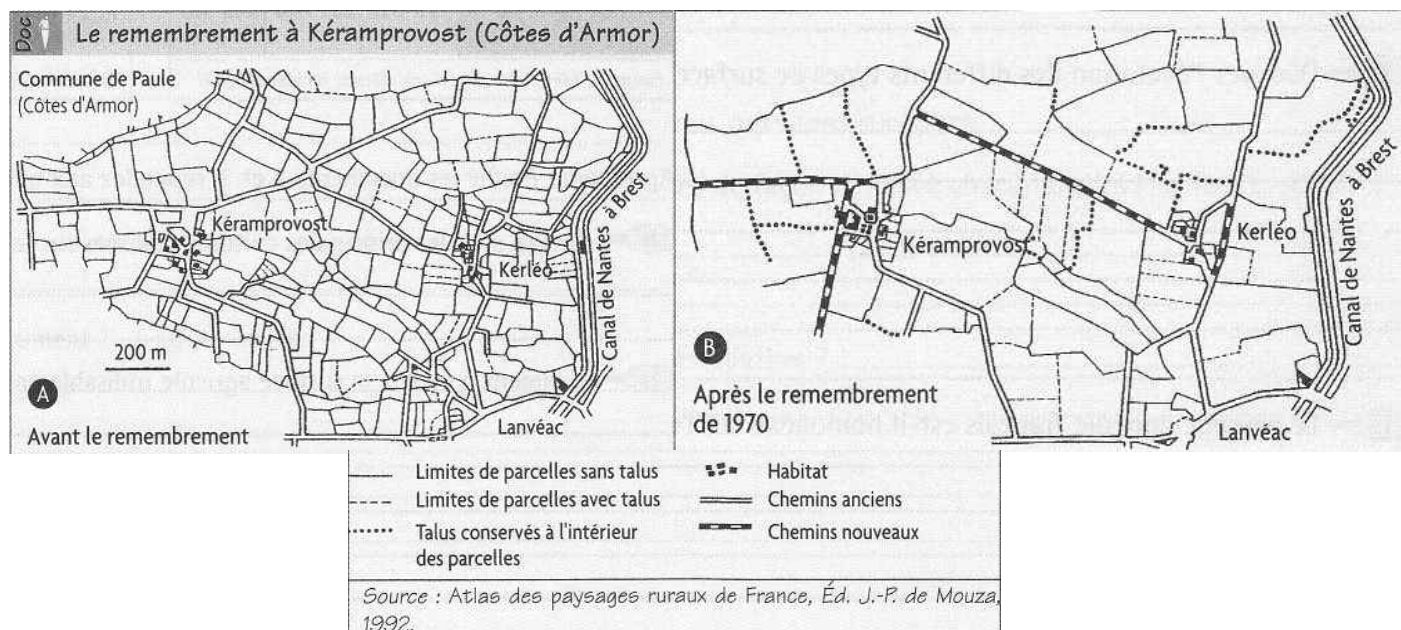 Doc
Le remembrement à Kéramprovost (Côtes d'Armor)
Commune de Paule
(Côtes d'Armor)
Kéramprovost
Kerléo
Canal de Nantes à Brest
200 m
A
Lanvéac
Avant le remembrement
Kéramprovost
Kerléo
Canal de Nantes à Brest
B
Après le remembrement
de 1970
Lanvéac
Limites de parcelles sans talus
Limites de parcelles avec talus
Talus conservés à l'intérieur
des parcelles
Habitat
Chemins anciens
Chemins nouveaux
Source : Atlas des paysages ruraux de France, Éd. J.-P. de Mouza,
1992.